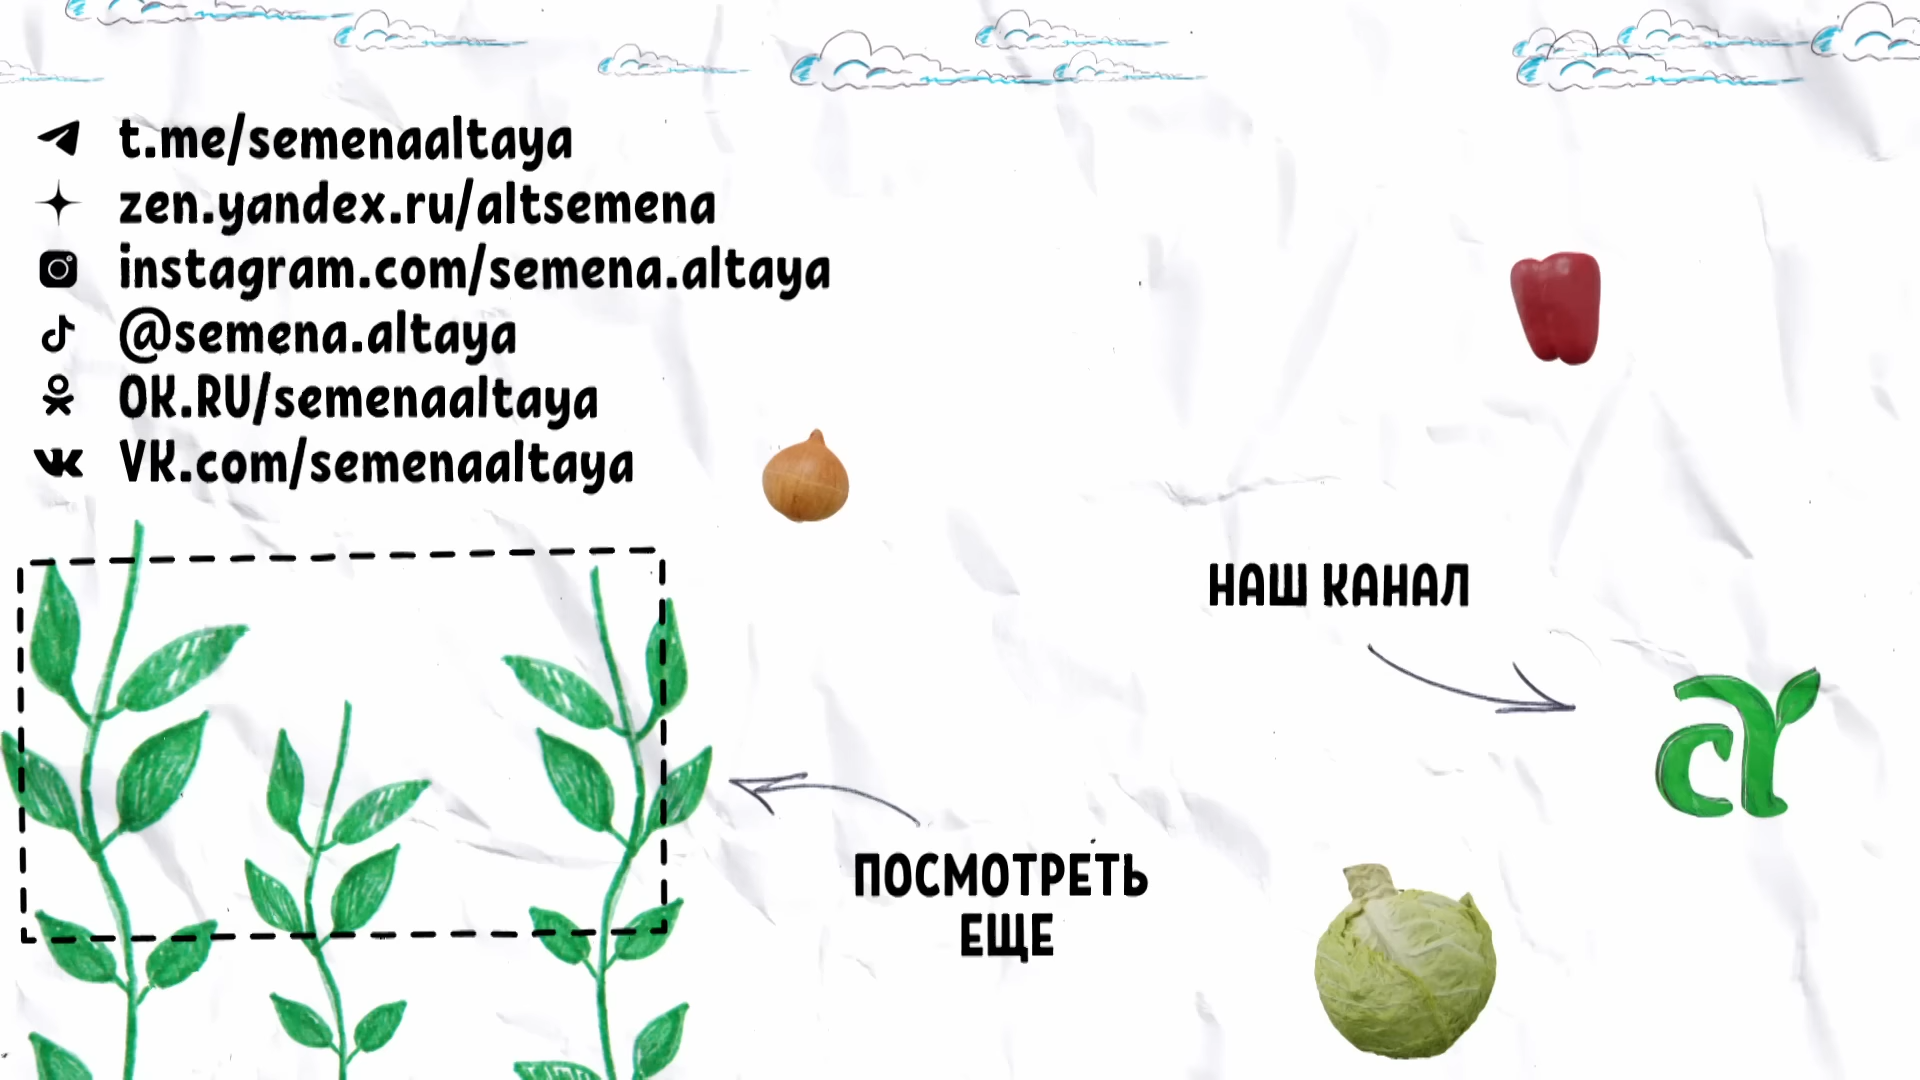 t.me/semenaaltaya
zen.yandex.ru/altsemena
instagram.com/semena.altaya
@semena.altaya
OK.RU/semenaaltaya
VK.com/semenaaltaya
НАШ КАНАЛ
ПОСМОТРЕТЬ
ЕЩЕ